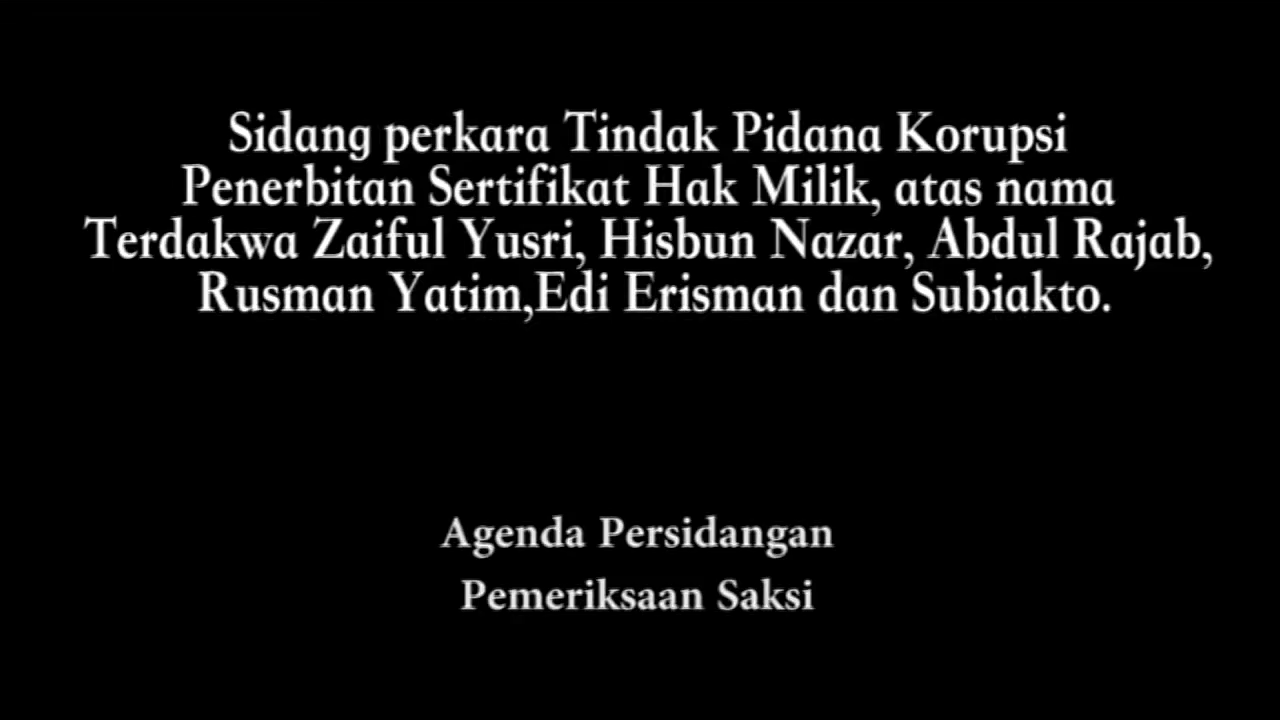 Sidang perkara Tindak Pidana Korupsi
Penerbitan Sertifikat Hak Milik, atas nama
Terdakwa Zaiful Yusri, Hisbun Nazar, Abdul Rajab,
Rusman Yatim,Edi Erisman dan Subiakto.
Agenda Persidangan
Pemeriksaan Saksi